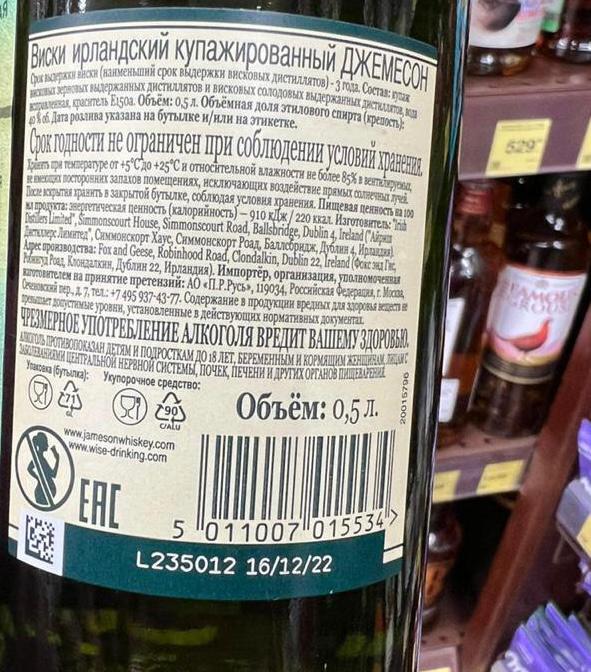 Виски ирландский купажированный ДЖЕМЕСОН
Срок выдержки виски (наименьший срок выдержки висковых дистиллятов) - 3 года. Состав: купаж
висковых зерновых выдержанных дистиллятов и висковых солодовых выдержанных дистиллятов, вода
исправленная, краситель Е150а. Объём: 0,5 л. Объёмная доля этилового спирта (крепость):
40 % об. Дата розлива указана на бутылке и/или на этикетке.
Срок годности не ограничен при соблюдении условий хранения.
Хранить при температуре от +5°С до +25°С и относительной влажности не более 85% в вентилируемых,
не имеющих посторонних запахов помещениях, исключающих воздействие прямых солнечных лучей.
После вскрытия хранить в закрытой бутылке, соблюдая условия хранения. Пищевая ценность на 100
мл продукта: энергетическая ценность (калорийность) – 910 кДж / 220 ккал. Изготовитель: "Irish
Distillers Limited", Simmonscourt House, Simmonscourt Road, Ballsbridge, Dublin 4, Ireland ("Айриш
Дистиллерс Лимитед", Симмонскорт Хаус, Симмонскорт Роад, Баллсбридж, Дублин 4, Ирландия).
Адрес производства: Fox and Geese, Robinhood Road, Clondalkin, Dublin 22, Ireland (Фокс энд Гис,
Робинхуд Роад, Клондалкин, Дублин 22, Ирландия). Импортёр, организация, уполномоченная
изготовителем на принятие претензий: АО «П.Р.Русь», 119034, Российская Федерация, г. Москва,
Сеченовский пер., д. 7, тел.: +7 495 937-43-77. Содержание в продукции вредных для здоровья веществ не
превышает допустимые уровни, установленные в действующих нормативных документах.
ЧРЕЗМЕРНОЕ УПОТРЕБЛЕНИЕ АЛКОГОЛЯ ВРЕДИТ ВАШЕМУ ЗДОРОВЬЮ.
АЛКОГОЛЬ ПРОТИВОПОКАЗАН ДЕТЯМ И ПОДРОСТКАМ ДО 18 ЛЕТ, БЕРЕМЕННЫМ И КОРМЯЩИМ ЖЕНЩИНАМ, ЛИЦАМ С
ЗАБОЛЕВАНИЯМИ ЦЕНТРАЛЬНОЙ НЕРВНОЙ СИСТЕМЫ, ПОЧЕК, ПЕЧЕНИ И ДРУГИХ ОРГАНОВ ПИЩЕВАРЕНИЯ.
Упаковка (бутылка): Укупорочное средство:
71
GL
90
C/ALU
Объём: 0,5 л.
20015796
www.jamesonwhiskey.com
www.wise-drinking.com
EAC
5 011007 015534 >
L235012 16/12/22
529
FAMOUS
GROUSE